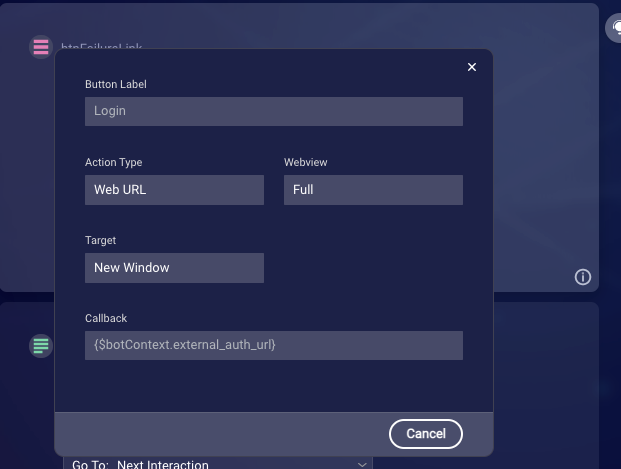 btnFailureLink
×
Button Label
Login
Action Type
Webview
Web URL
Full
Target
New Window
Callback
{$botContext.external_auth_url}
Cancel
Go To: Next Interaction